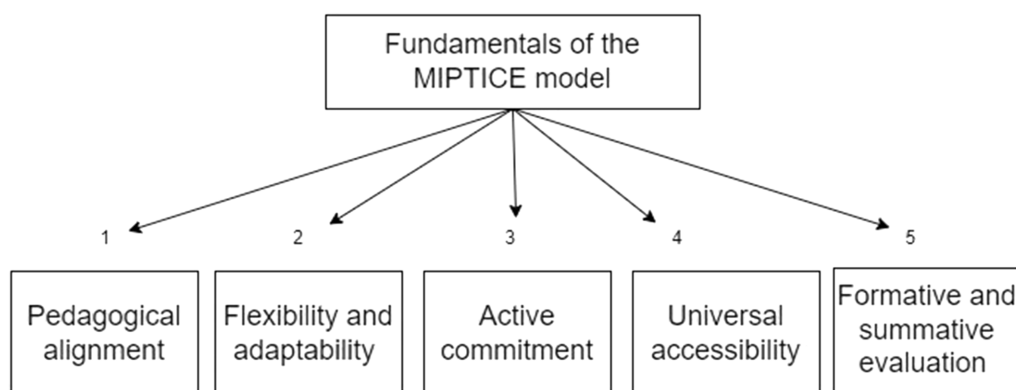 Fundamentals of the
MIPTICE model
1
2
3
4
5
Pedagogical
alignment
Flexibility and
adaptability
Active
commitment
Universal
accessibility
Formative and
summative
evaluation